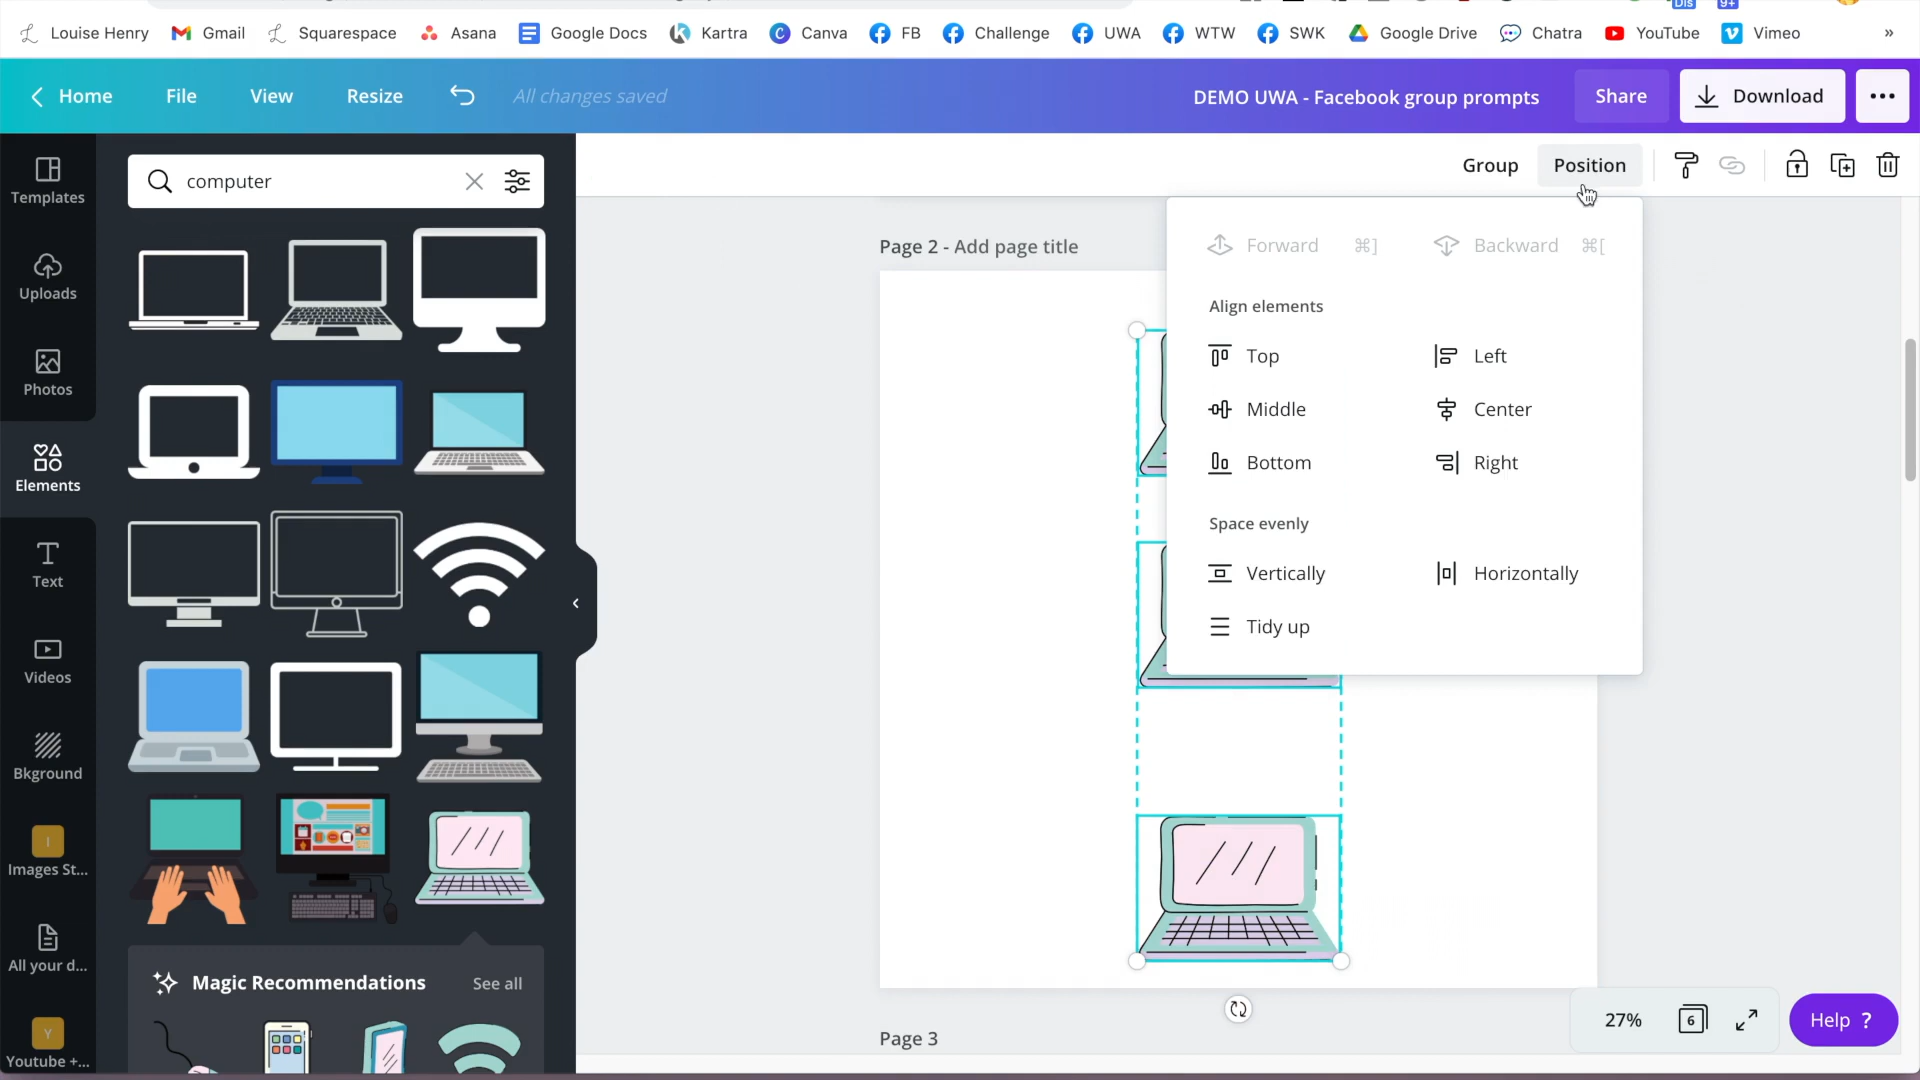 Dis
9+
Louise Henry
Gmail
Squarespace
Asana
Google Docs
Kartra
Canva
FB
Challenge
UWA
WTW
SWK
Google Drive
Chatra
YouTube
Vimeo
»
Home
File
View
Resize
All changes saved
DEMO UWA - Facebook group prompts
Share
Download
Templates
Uploads
Photos
Elements
Text
Videos
Bkground
I
Images St...
All your d...
Y
Youtube +...
computer
Magic Recommendations
See all
Group
Position
Page 2 - Add page title
Forward ⌘]
Backward ⌘[
Align elements
Top
Left
Middle
Center
Bottom
Right
Space evenly
Vertically
Horizontally
Tidy up
Page 3
27%
6
Help ?